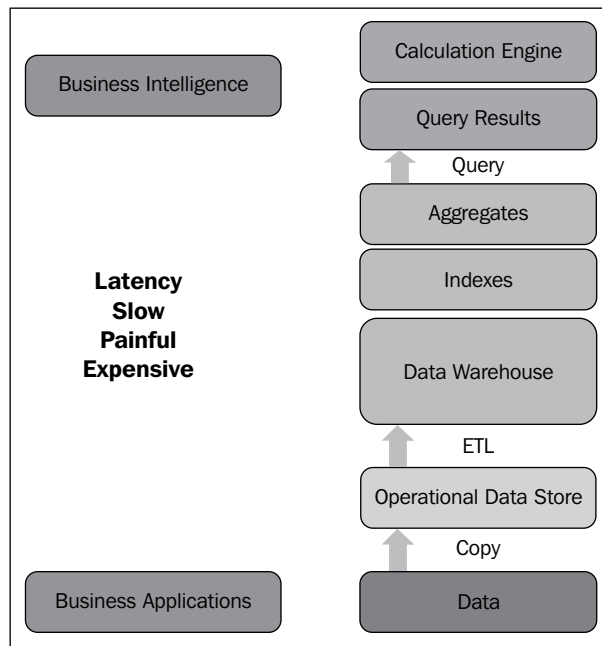 Calculation Engine
Business Intelligence
Query Results
Query
Aggregates
Latency
Slow
Painful
Expensive
Indexes
Data Warehouse
ETL
Operational Data Store
Copy
Business Applications
Data